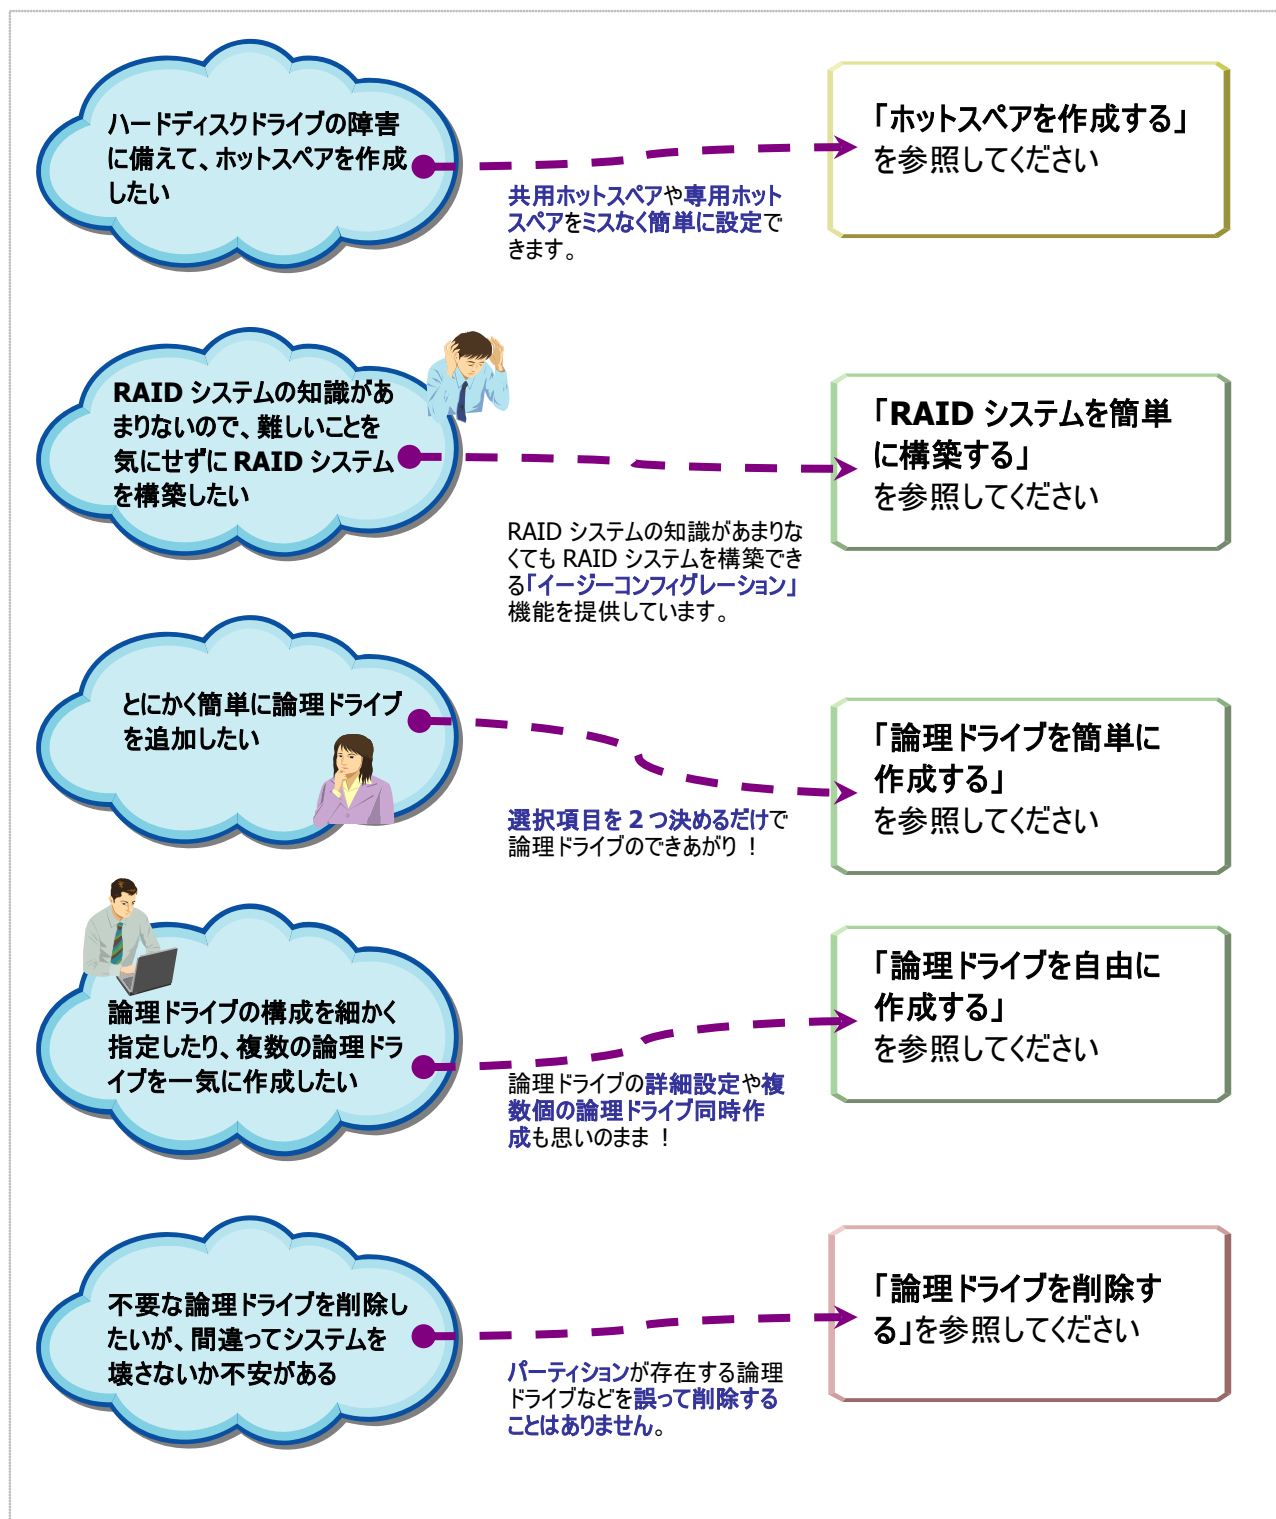 ハードディスクドライブの障害
に備えて、ホットスペアを作成
したい
「ホットスペアを作成する」
を参照してください
共用ホットスペアや専用ホット
スペアをミスなく簡単に設定で
きます。
RAID システムの知識があ
まりないので、難しいことを
気にせずに RAID システム
を構築したい
「RAID システムを簡単
に構築する」
を参照してください
RAID システムの知識があまりな
くても RAID システムを構築でき
る「イージーコンフィグレーション」
機能を提供しています。
とにかく簡単に論理ドライブ
を追加したい
「論理ドライブを簡単に
作成する」
を参照してください
選択項目を 2 つ決めるだけで
論理ドライブのできあがり！
論理ドライブの構成を細かく
指定したり、複数の論理ドラ
イブを一気に作成したい
「論理ドライブを自由に
作成する」
を参照してください
論理ドライブの詳細設定や複
数個の論理ドライブ同時作
成も思いのまま！
不要な論理ドライブを削除し
たいが、間違ってシステムを
壊さないか不安がある
「論理ドライブを削除す
る」を参照してください
パーティションが存在する論理
ドライブなどを誤って削除する
ことはありません。